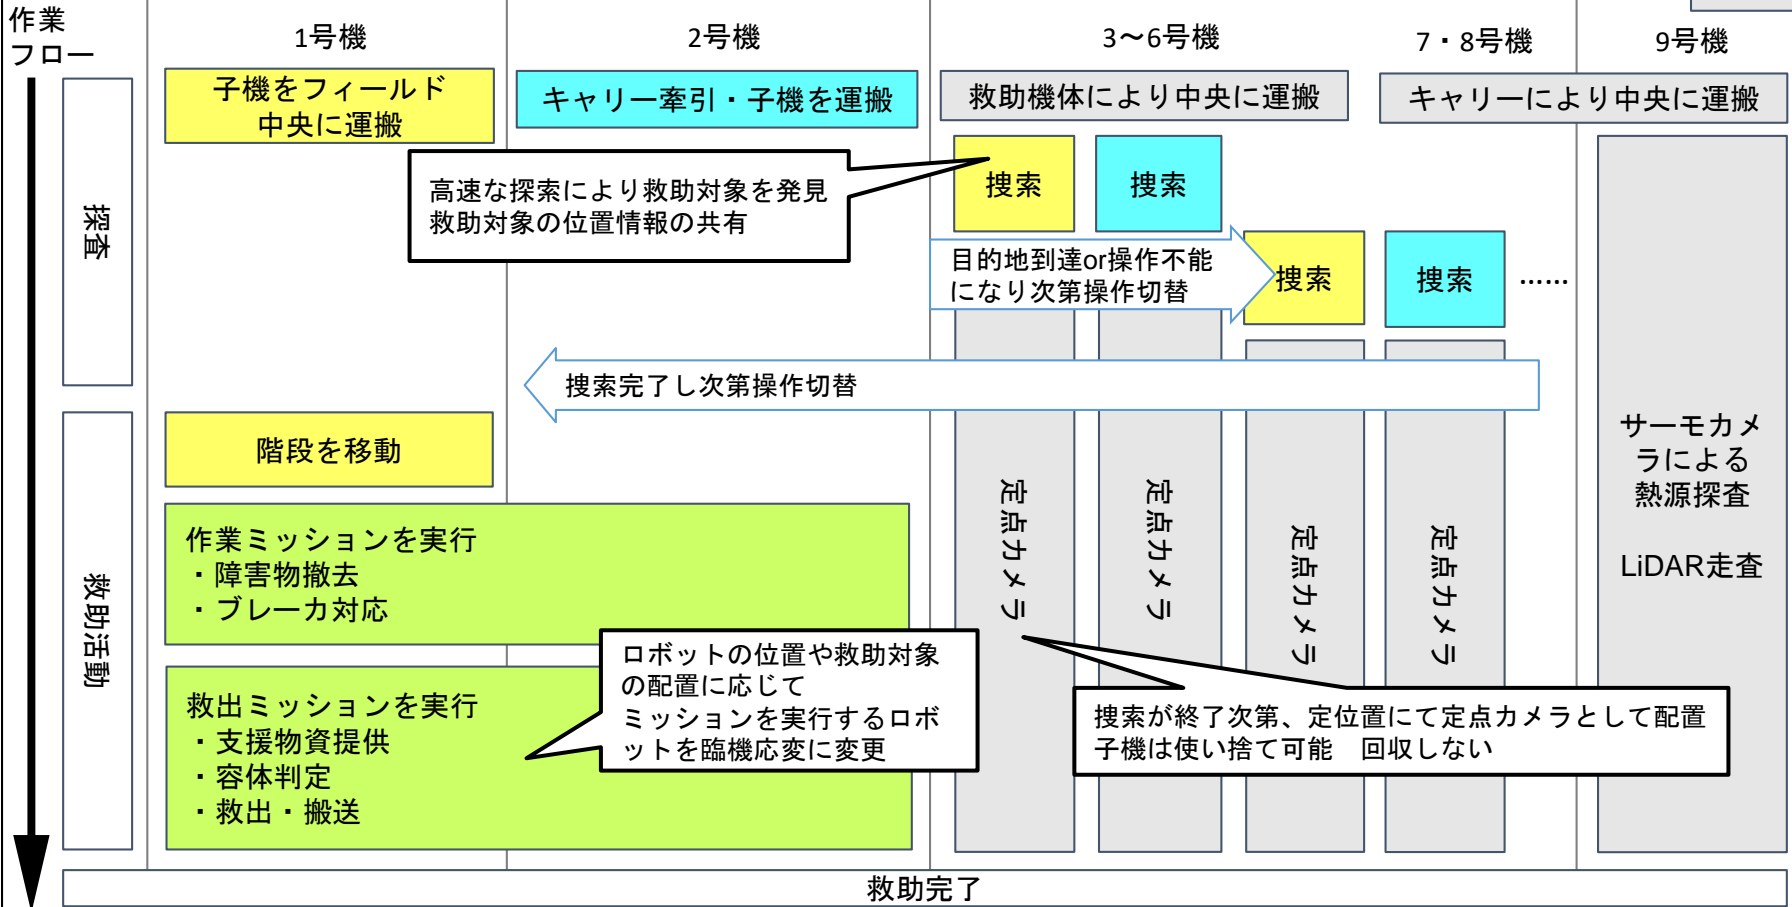 作業
フロー
1号機
2号機
3〜6号機
7・8号機
9号機
子機をフィールド
中央に運搬
キャリー牽引・子機を運搬
救助機体により中央に運搬
キャリーにより中央に運搬
探査
高速な探索により救助対象を発見
救助対象の位置情報の共有
捜索
捜索
目的地到達or操作不能
になり次第操作切替
捜索
捜索
……
捜索完了し次第操作切替
救助活動
階段を移動
作業ミッションを実行
・障害物撤去
・ブレーカ対応
救出ミッションを実行
・支援物資提供
・容体判定
・救出・搬送
ロボットの位置や救助対象
の配置に応じて
ミッションを実行するロボ
ットを臨機応変に変更
定点カメラ
定点カメラ
定点カメラ
定点カメラ
捜索が終了次第、定位置にて定点カメラとして配置
子機は使い捨て可能　回収しない
サーモカメ
ラによる
熱源探査
LiDAR走査
救助完了